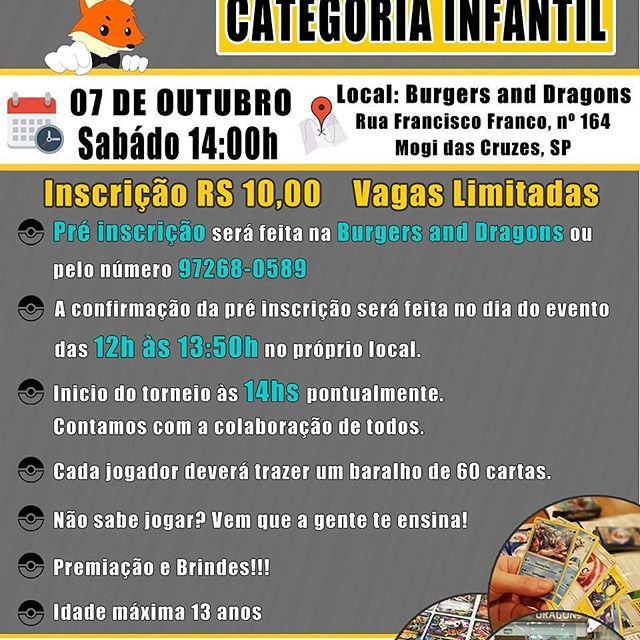 CATEGORIA INFANTIL
07 DE OUTUBRO
Sabádo 14:00h
Local: Burgers and Dragons
Rua Francisco Franco, nº 164
Mogi das Cruzes, SP
Inscrição RS 10,00 Vagas Limitadas
Pré inscrição será feita na Burgers and Dragons ou
pelo número 97268-0589
A confirmação da pré inscrição será feita no dia do evento
das 12h às 13:50h no próprio local.
Inicio do torneio às 14hs pontualmente.
Contamos com a colaboração de todos.
Cada jogador deverá trazer um baralho de 60 cartas.
Não sabe jogar? Vem que a gente te ensina!
Premiação e Brindes!!!
Idade máxima 13 anos
DRAGONS